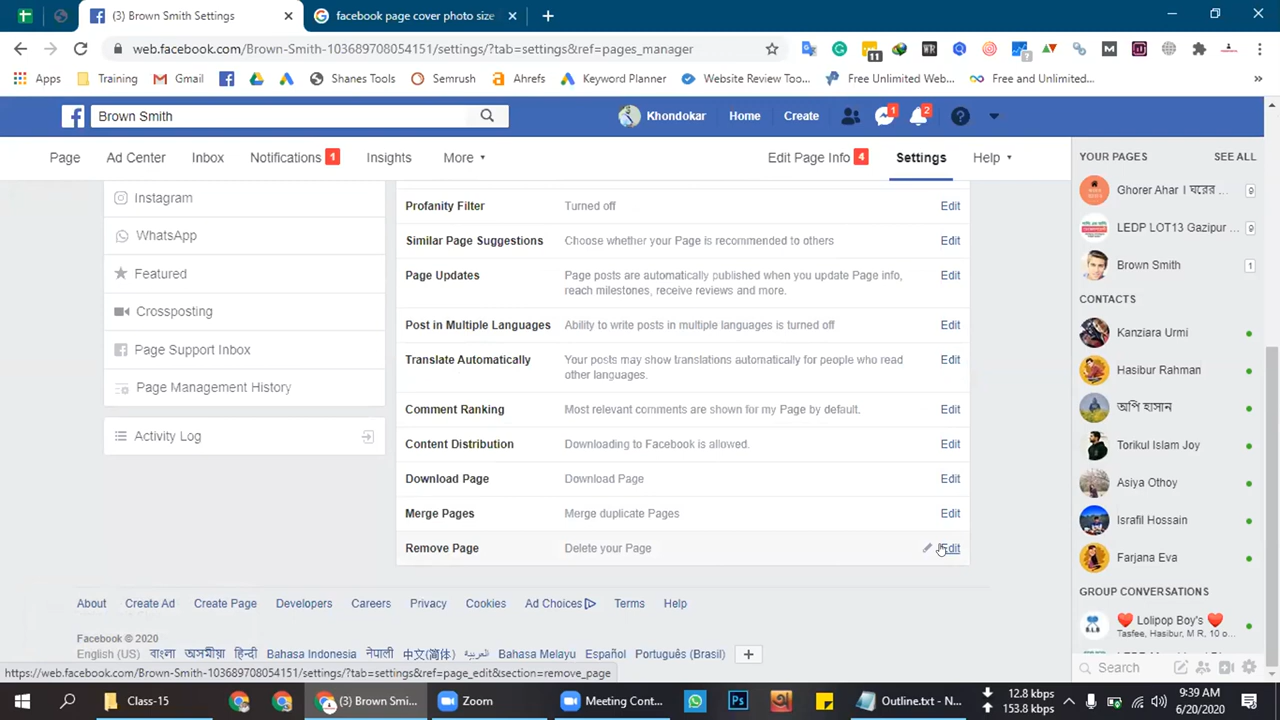 (3) Brown Smith Settings
facebook page cover photo size
web.facebook.com/Brown-Smith-103689708054151/settings/?tab=settings&ref=pages_manager
11
Apps Training Gmail Shanes Tools Semrush Ahrefs Keyword Planner Website Review Too... Free Unlimited Web... Free and Unlimited...
Brown Smith
Khondokar Home Create 1 2
Page Ad Center Inbox Notifications 1 Insights More Edit Page Info 4 Settings Help
Instagram
WhatsApp
Featured
Crossposting
Page Support Inbox
Page Management History
Activity Log
Profanity Filter Turned off Edit
Similar Page Suggestions Choose whether your Page is recommended to others Edit
Page Updates Page posts are automatically published when you update Page info, Edit
reach milestones, receive reviews and more.
Post in Multiple Languages Ability to write posts in multiple languages is turned off Edit
Translate Automatically Your posts may show translations automatically for people who read Edit
other languages.
Comment Ranking Most relevant comments are shown for my Page by default. Edit
Content Distribution Downloading to Facebook is allowed. Edit
Download Page Download Page Edit
Merge Pages Merge duplicate Pages Edit
Remove Page Delete your Page Edit
YOUR PAGES SEE ALL
Ghorer Ahar । ঘরের ... 9
LEDP LOT13 Gazipur ... 9
Brown Smith 1
CONTACTS
Kanziara Urmi
Hasibur Rahman
অপি হাসান
Torikul Islam Joy
Asiya Othoy
Israfil Hossain
Farjana Eva
GROUP CONVERSATIONS
Lolipop Boy's
Tasfee, Hasibur, M R, 10 o...
Search
About Create Ad Create Page Developers Careers Privacy Cookies Ad Choices Terms Help
Facebook © 2020
English (US) বাংলা অসমীয়া हिन्दी Bahasa Indonesia नेपाली 中文(简体) العربية Bahasa Melayu Español Português (Brasil)
https://web.facebook.com/Brown-Smith-103689708054151/settings/?tab=settings&ref=page_edit&section=remove_page
Class-15 (3) Brown Smi... Zoom Meeting Cont... Outline.txt - Notep... 12.8 kbps 9:39 AM
153.8 kbps 6/20/2020